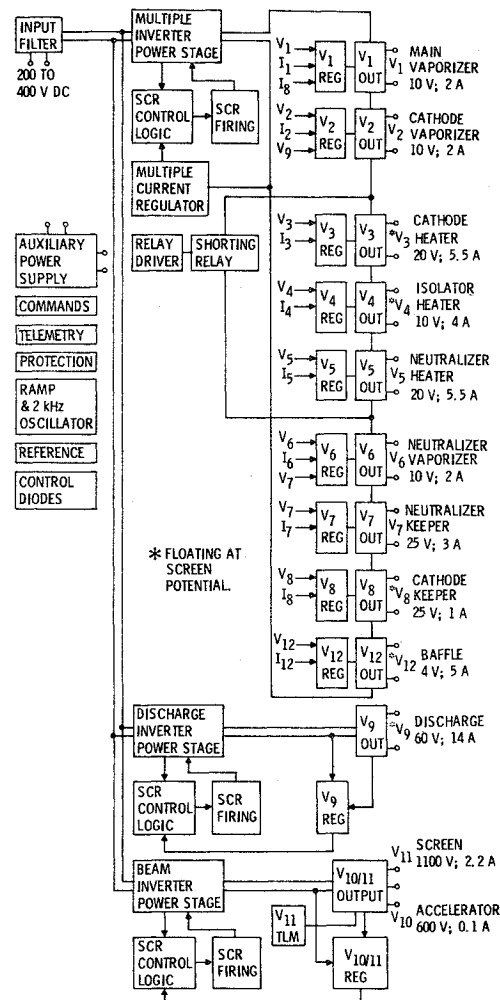 INPUT
FILTER
200 TO
400 V DC
MULTIPLE
INVERTER
POWER STAGE
SCR
CONTROL
LOGIC
SCR
FIRING
MULTIPLE
CURRENT
REGULATOR
RELAY
DRIVER
SHORTING
RELAY
AUXILIARY
POWER
SUPPLY
COMMANDS
TELEMETRY
PROTECTION
RAMP
& 2 kHz
OSCILLATOR
REFERENCE
CONTROL
DIODES
* FLOATING AT
SCREEN
POTENTIAL.
V1
I1
I8
V1
REG
V1
OUT
MAIN
V1 VAPORIZER
10 V; 2 A
V2
I2
V9
V2
REG
V2
OUT
CATHODE
V2 VAPORIZER
10 V; 2 A
V3
I3
V3
REG
V3
OUT
CATHODE
*V3 HEATER
20 V; 5.5 A
V4
I4
V4
REG
V4
OUT
ISOLATOR
*V4 HEATER
10 V; 4 A
V5
I5
V5
REG
V5
OUT
NEUTRALIZER
V5 HEATER
20 V; 5.5 A
V6
I6
V7
V6
REG
V6
OUT
NEUTRALIZER
V6 VAPORIZER
10 V; 2 A
V7
I7
V7
REG
V7
OUT
NEUTRALIZER
V7 KEEPER
25 V; 3 A
V8
I8
V8
REG
V8
OUT
CATHODE
*V8 KEEPER
25 V; 1 A
V12
I12
V12
REG
V12
OUT
*V12 BAFFLE
4 V; 5 A
DISCHARGE
INVERTER
POWER STAGE
SCR
CONTROL
LOGIC
SCR
FIRING
V9
OUT
*V9 DISCHARGE
60 V; 14 A
V9
REG
BEAM
INVERTER
POWER STAGE
SCR
CONTROL
LOGIC
SCR
FIRING
V10/11
OUTPUT
V11
TLM
V10/11
REG
V11 SCREEN
1100 V; 2.2 A
V10 ACCELERATOR
600 V; 0.1 A